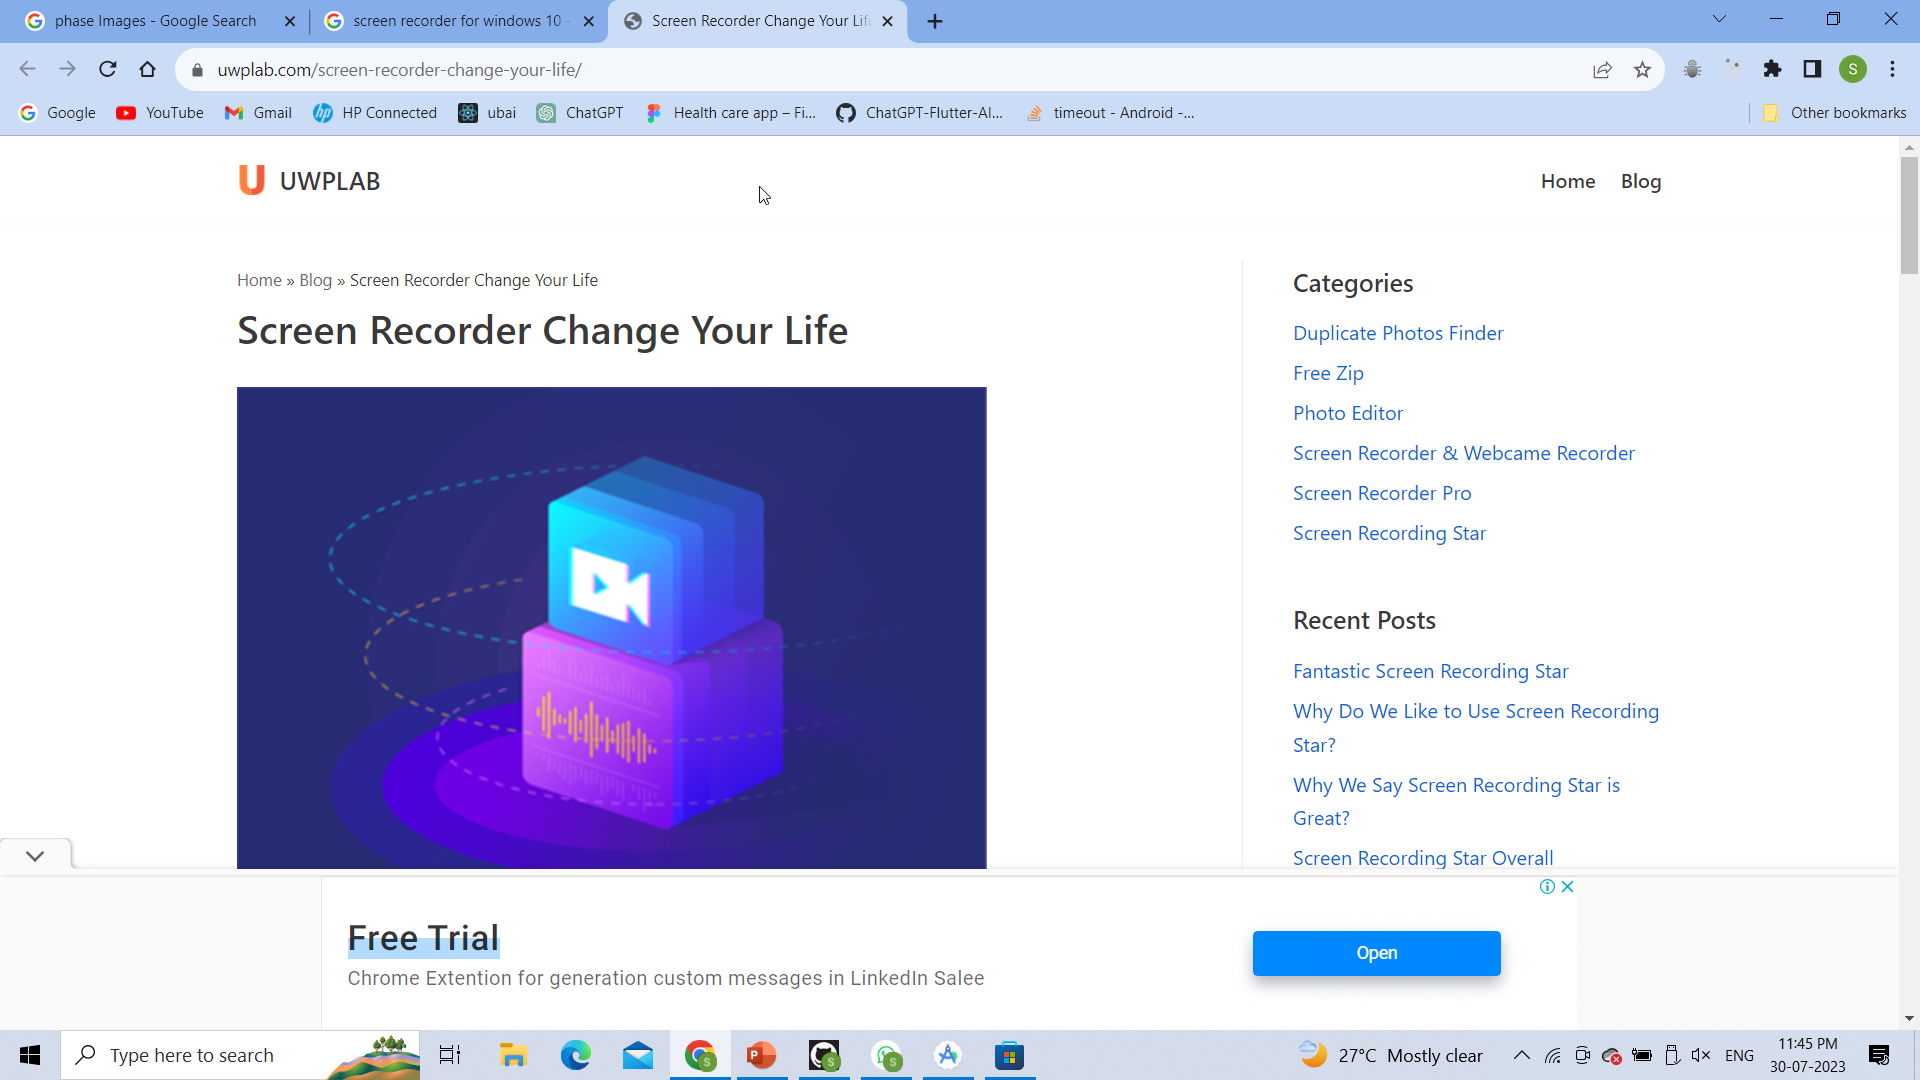 phase Images - Google Search
screen recorder for windows 10 -
Screen Recorder Change Your Life
uwplab.com/screen-recorder-change-your-life/
S
Google
YouTube
Gmail
HP Connected
ubai
ChatGPT
Health care app – Fi...
ChatGPT-Flutter-AI...
timeout - Android -...
Other bookmarks
UWPLAB
Home
Blog
Home » Blog » Screen Recorder Change Your Life
Screen Recorder Change Your Life
Categories
Duplicate Photos Finder
Free Zip
Photo Editor
Screen Recorder & Webcame Recorder
Screen Recorder Pro
Screen Recording Star
Recent Posts
Fantastic Screen Recording Star
Why Do We Like to Use Screen Recording
Star?
Why We Say Screen Recording Star is
Great?
Screen Recording Star Overall
Free Trial
Chrome Extention for generation custom messages in LinkedIn Salee
Open
Type here to search
27°C Mostly clear
ENG
11:45 PM
30-07-2023